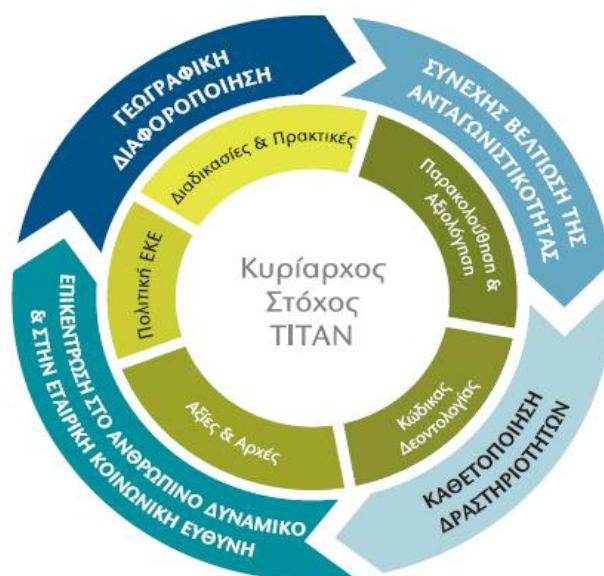 ΓΕΩΓΡΑΦΙΚΗ
ΔΙΑΦΟΡΟΠΟΙΗΣΗ
ΣΥΝΕΧΗΣ ΒΕΛΤΙΩΣΗ ΤΗΣ
ΑΝΤΑΓΩΝΙΣΤΙΚΟΤΗΤΑΣ
ΚΑΘΕΤΟΠΟΙΗΣΗ
ΔΡΑΣΤΗΡΙΟΤΗΤΩΝ
ΕΠΙΚΕΝΤΡΩΣΗ ΣΤΟ ΑΝΘΡΩΠΙΝΟ ΔΥΝΑΜΙΚΟ
& ΣΤΗΝ ΕΤΑΙΡΙΚΗ ΚΟΙΝΩΝΙΚΗ ΕΥΘΥΝΗ
Διαδικασίες & Πρακτικές
Παρακολούθηση &
Αξιολόγηση
Κώδικας
Δεοντολογίας
Αξίες & Αρχές
Πολιτική ΕΚΕ
Κυρίαρχος
Στόχος
TITAN